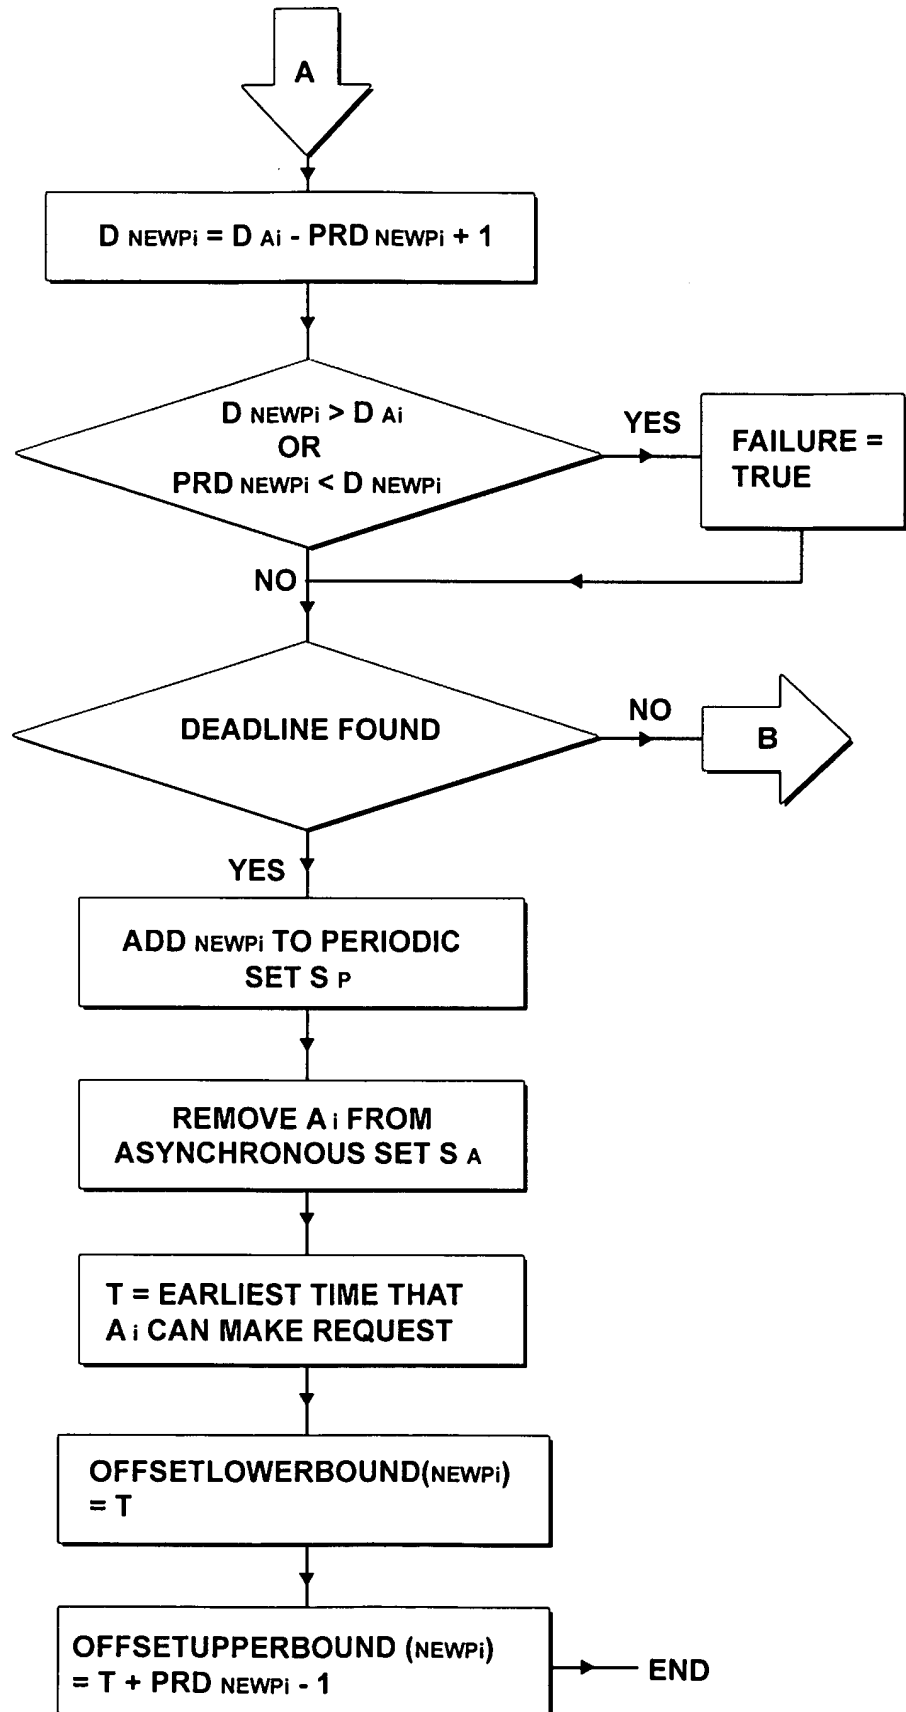 A
D NEWPi = D Ai - PRD NEWPi + 1
D NEWPi > D Ai
OR
PRD NEWPi < D NEWPi
YES
FAILURE =
TRUE
NO
DEADLINE FOUND
NO
B
YES
ADD NEWPi TO PERIODIC
SET S P
REMOVE A i FROM
ASYNCHRONOUS SET S A
T = EARLIEST TIME THAT
A i CAN MAKE REQUEST
OFFSETLOWERBOUND(NEWPi)
= T
OFFSETUPPERBOUND (NEWPi)
= T + PRD NEWPi - 1
END